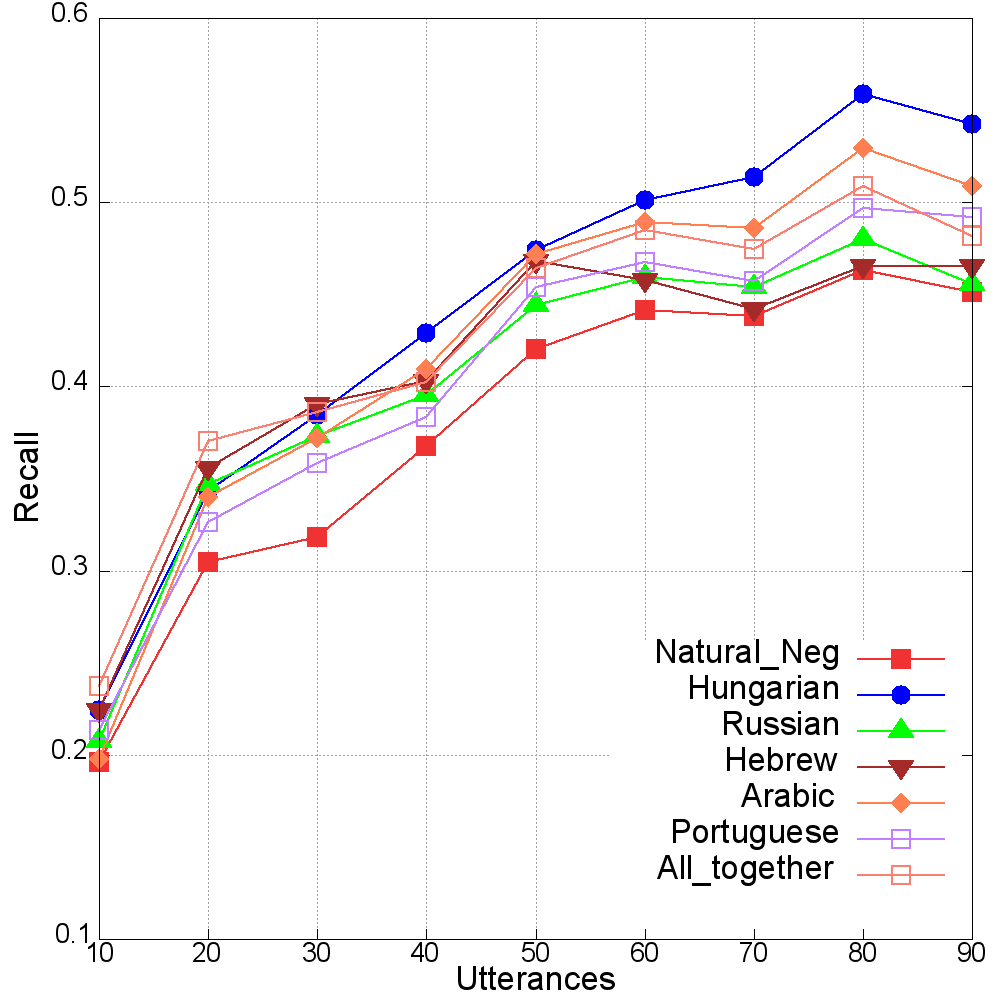 0.6
0.5
0.4
0.3
0.2
0.1
Recall
10 20 30 40 50 60 70 80 90
Utterances
Natural_Neg
Hungarian
Russian
Hebrew
Arabic
Portuguese
All_together